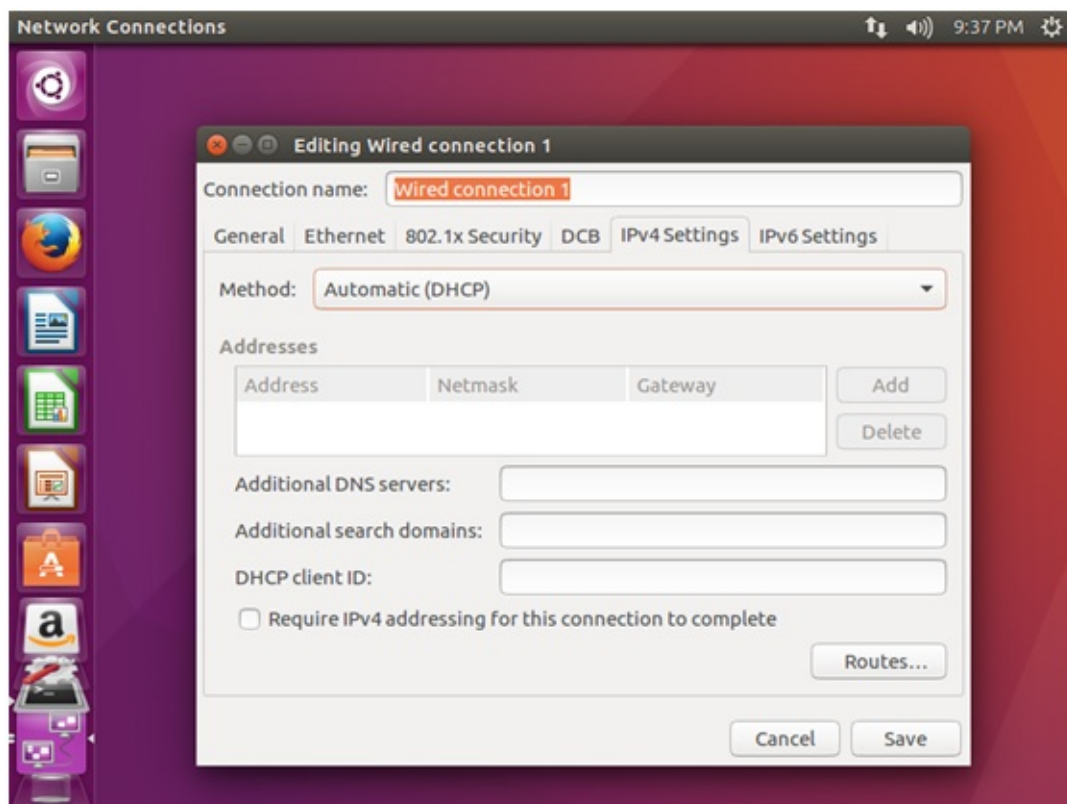 Network Connections 9:37 PM
Editing Wired connection 1
Connection name: Wired connection 1
General Ethernet 802.1x Security DCB IPv4 Settings IPv6 Settings
Method: Automatic (DHCP)
Addresses
Address Netmask Gateway Add
Delete
Additional DNS servers:
Additional search domains:
DHCP client ID:
Require IPv4 addressing for this connection to complete
Routes...
Cancel Save
A
a